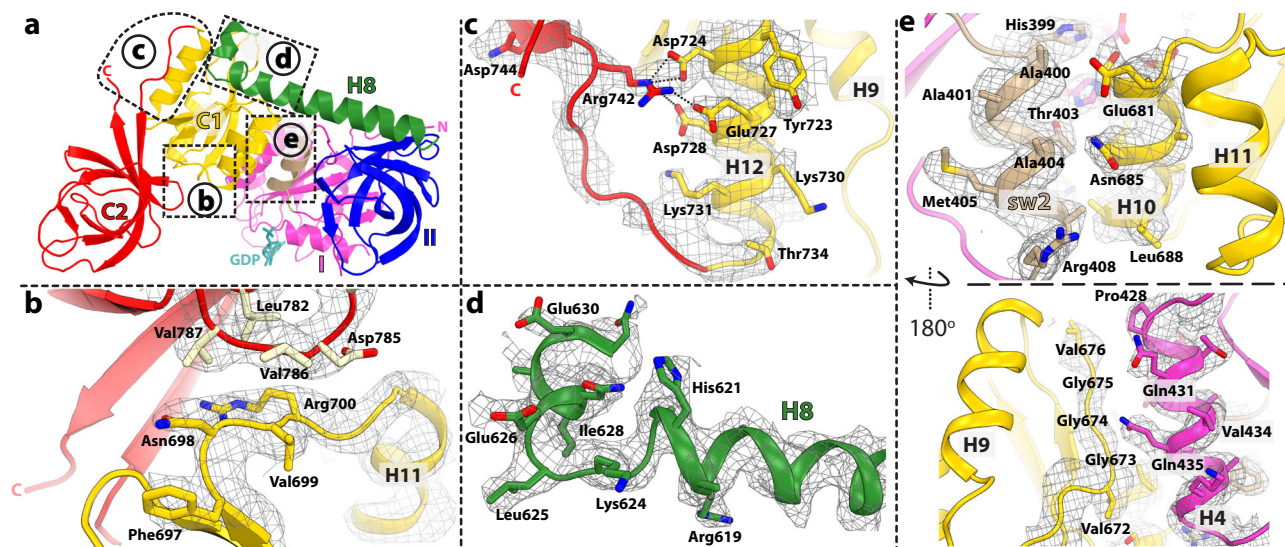 a
c
d
H8
C
C1
N
e
b
C2
II
GDP
I
b
Leu782
Val787
Asp785
Val786
Arg700
Asn698
H11
Val699
C
Phe697
c
Asp724
Asp744
C
H9
Arg742
Tyr723
Glu727
Asp728
H12
Lys730
Lys731
Thr734
d
Glu630
His621
H8
Glu626
Ile628
Lys624
Leu625
Arg619
e
His399
Ala400
Ala401
Glu681
Thr403
Ala404
H11
Asn685
Met405
sw2
H10
Leu688
Arg408
180°
Pro428
Val676
Gly675
Gln431
Gly674
Val434
H9
Gly673
Gln435
H4
Val672